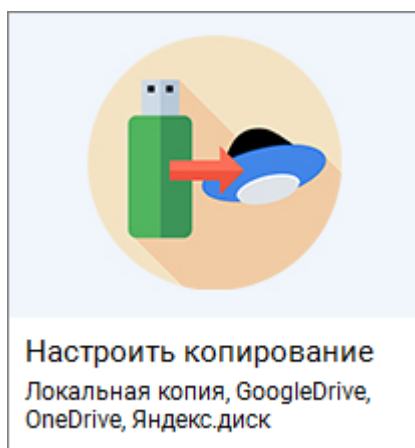 Настроить копирование
Локальная копия, GoogleDrive,
OneDrive, Яндекс.диск